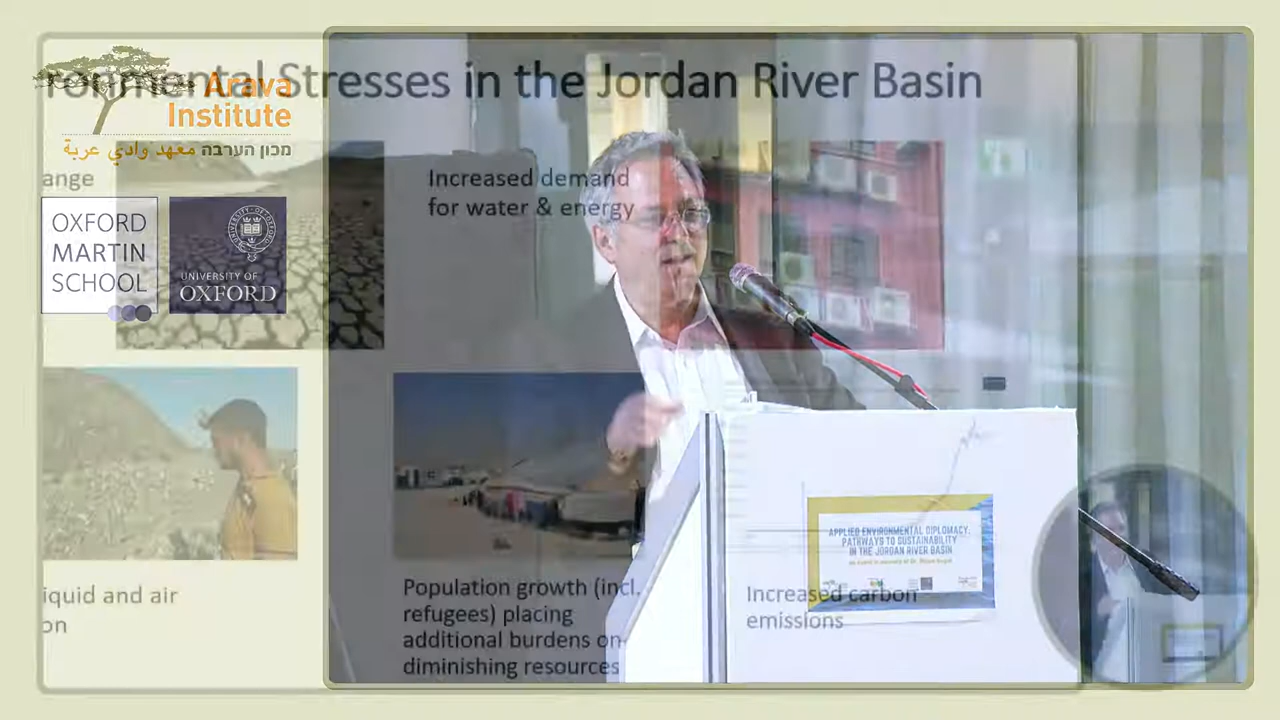 ronmental Stresses in the Jordan River Basin
Arava
Institute
معهد وادي عربة מכון הערבה
ange
Increased demand
for water & energy
OXFORD
MARTIN
SCHOOL
UNIVERSITY OF
OXFORD
APPLIED ENVIRONMENTAL DIPLOMACY,
PATHWAYS TO SUSTAINABILITY
IN THE JORDAN RIVER BASIN
iquid and air
on
Population growth (incl.
refugees) placing
additional burdens on
diminishing resources
Increased carbon
emissions